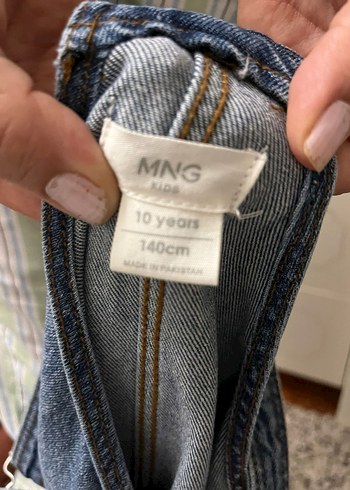 MNG
KIDS
10 years
140cm
MADE IN PAKISTAN